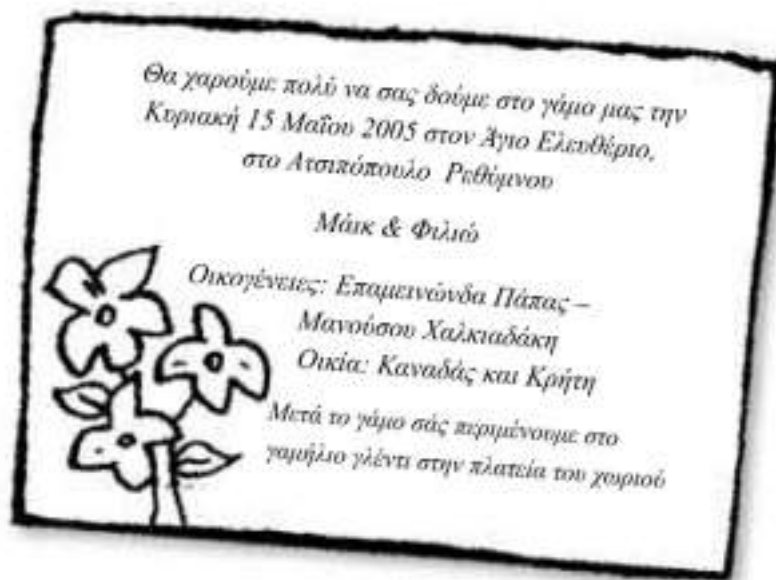 Θα χαρούμε πολύ να σας δούμε στο γάμο μας την
Κυριακή 15 Μαΐου 2005 στον Άγιο Ελευθέριο,
στο Ατσιπόπουλο Ρεθύμνου
Μάικ & Φιλιώ
Οικογένειες: Επαμεινώνδα Πάπας –
Μανούσου Χαλκιαδάκη
Οικία: Καναδάς και Κρήτη
Μετά το γάμο σάς περιμένουμε στο
γαμήλιο γλέντι στην πλατεία του χωριού